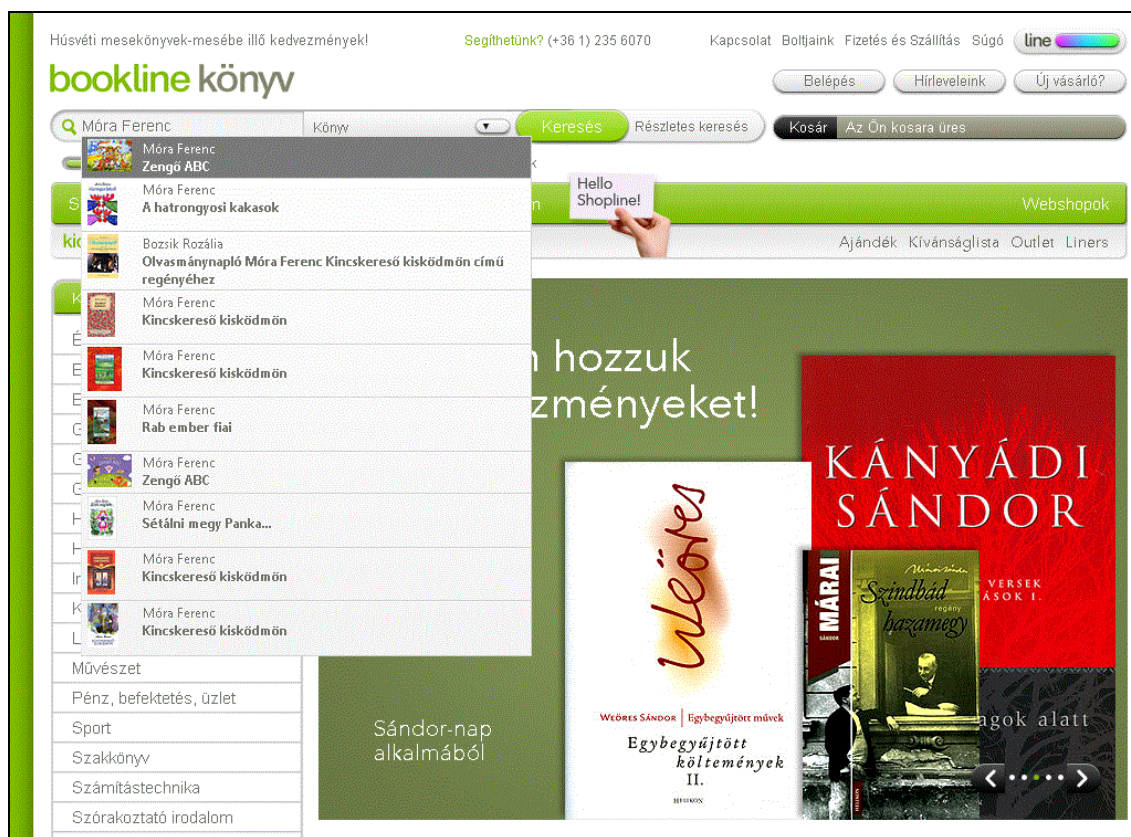 Húsvéti mesekönyvek-mesébe illő kedvezmények! Segíthetünk? (+36 1) 235 6070 Kapcsolat Boltjaink Fizetés és Szállítás Súgó line
bookline könyv
Belépés Hírleveleink Új vásárló?
Móra Ferenc Könyv Keresés Részletes keresés Kosár Az Ön kosara üres
Móra Ferenc
Zengő ABC
Móra Ferenc
A hatrongyosi kakasok
Hello
Shopline!
Webshopok
Ajándék Kívánságlista Outlet Liners
Bozsik Rozália
Olvasmánynapló Móra Ferenc Kincskereső kisködmön című
regényéhez
Móra Ferenc
Kincskereső kisködmön
Móra Ferenc
Kincskereső kisködmön
Móra Ferenc
Rab ember fiai
Móra Ferenc
Zengő ABC
Móra Ferenc
Sétálni megy Panka...
Móra Ferenc
Kincskereső kisködmön
Móra Ferenc
Kincskereső kisködmön
Művészet
Pénz, befektetés, üzlet
Sport
Szakkönyv
Számítástechnika
Szórakoztató irodalom
hozzuk
zményeket!
Sándor-nap
alkalmából
Weöres
WEÖRES SÁNDOR | Egybegyűjtött művek
Egybegyűjtött
költemények
II.
HELIKON
KÁNYÁDI
SÁNDOR
VERSEK
ÁSOK I.
MÁRAI
SÁNDOR
Márai Sándor
Szindbád
regény
hazamegy
agok alatt